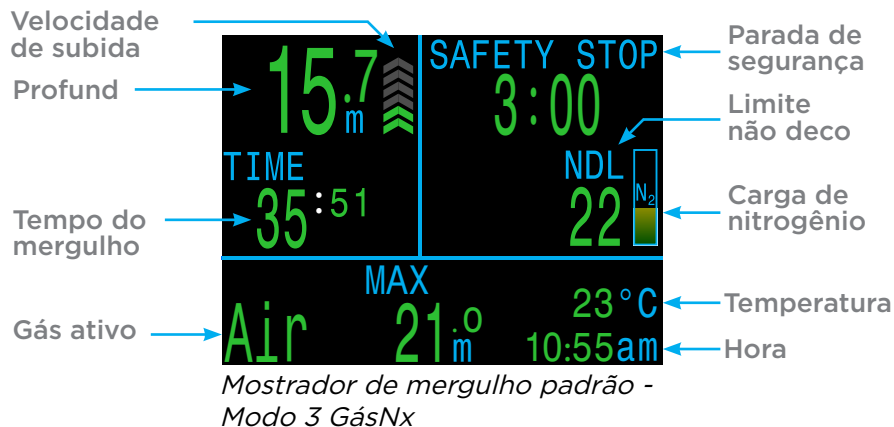 Velocidade
de subida
Profund
Tempo do
mergulho
Gás ativo
15.7
m
TIME
35:51
SAFETY STOP
3:00
NDL
22
N2
MAX
Air
21.0
m
23°C
10:55am
Parada de
segurança
Limite
não deco
Carga de
nitrogênio
Temperatura
Hora
Mostrador de mergulho padrão -
Modo 3 GásNx